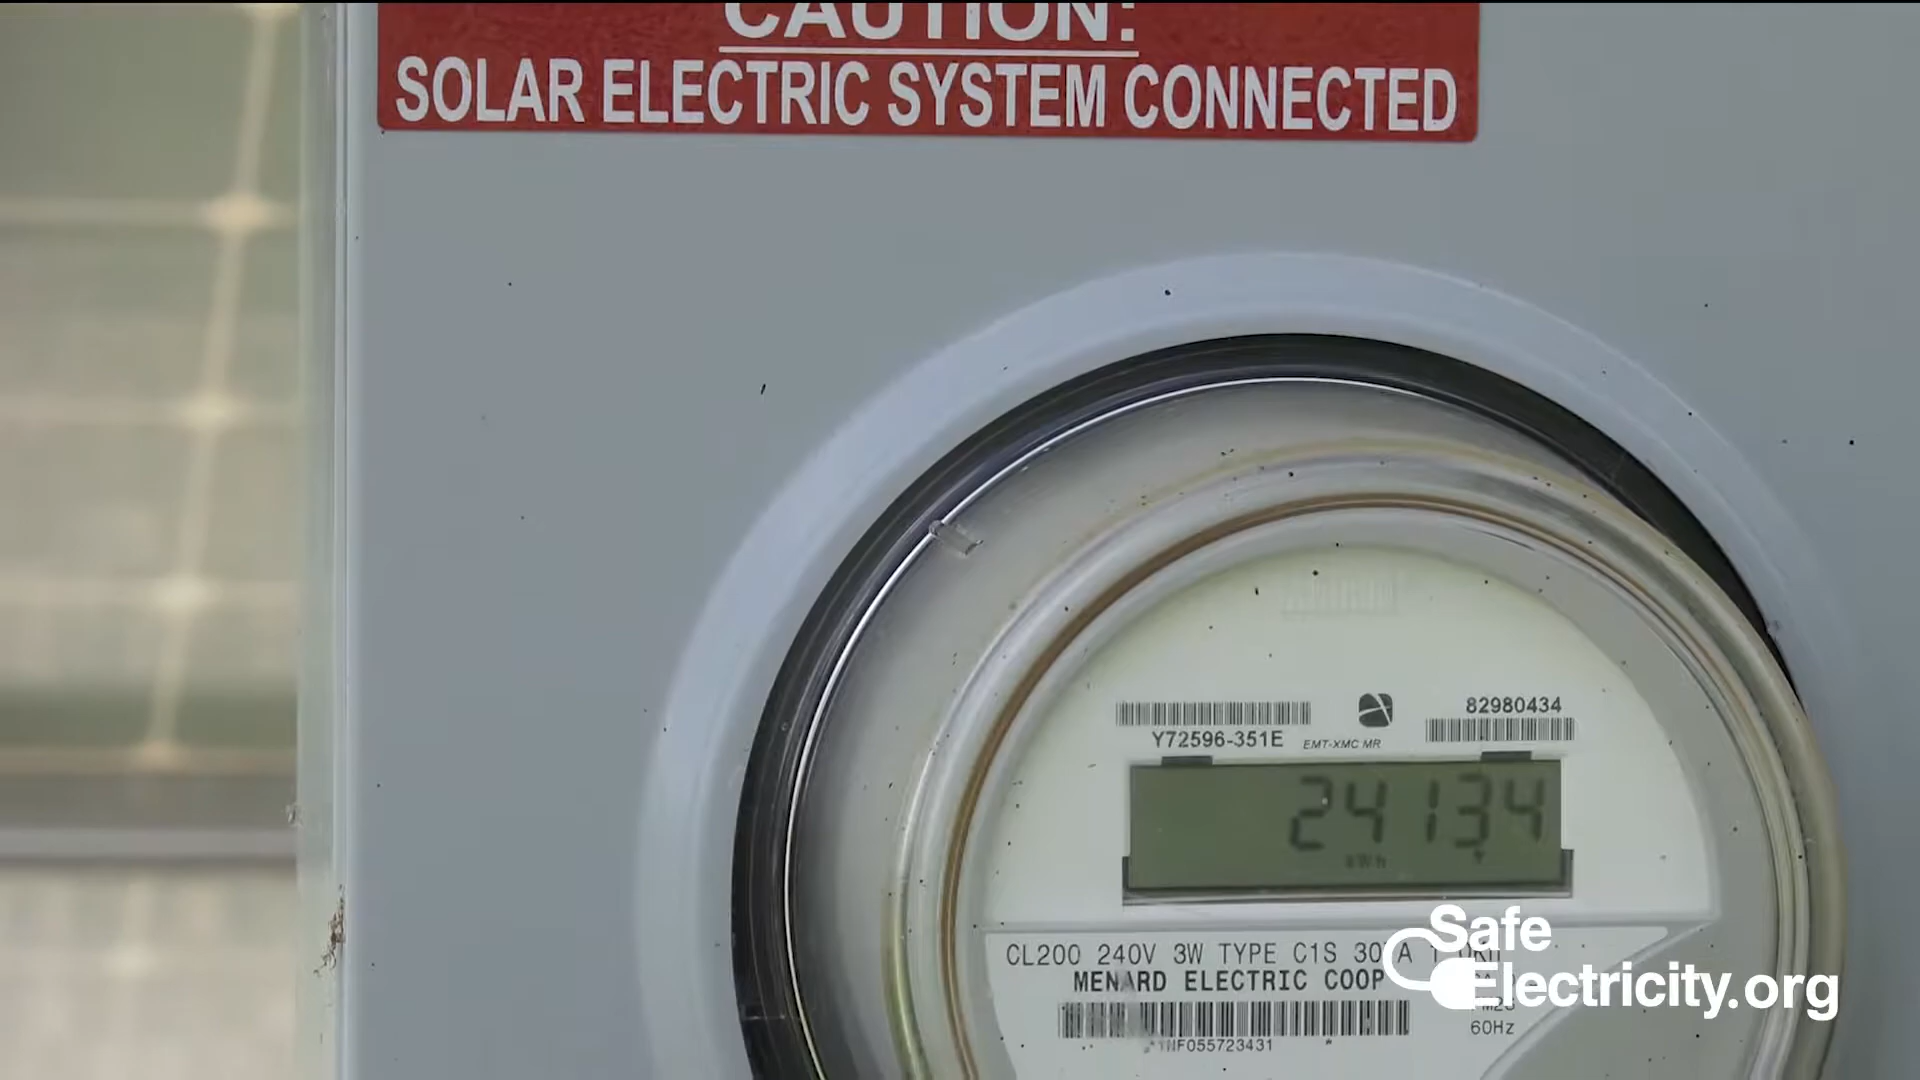 CAUTION:
SOLAR ELECTRIC SYSTEM CONNECTED
82980434
Y72596-351E
EMT-XMC MR
24134
kWh
CL200 240V 3W TYPE C1S 30 A
MENARD ELECTRIC COOP
60Hz
Safe
Electricity.org